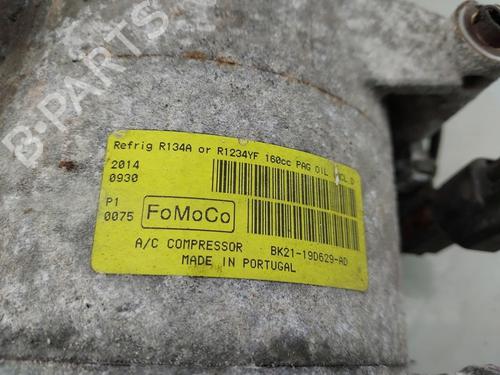 Refrig R134A or R1234YF 160cc PAG OIL INCL D
2014
0930
P1
0075
FoMoCo
A/C COMPRESSOR BK21-19D629-AD
MADE IN PORTUGAL
B-PARTS